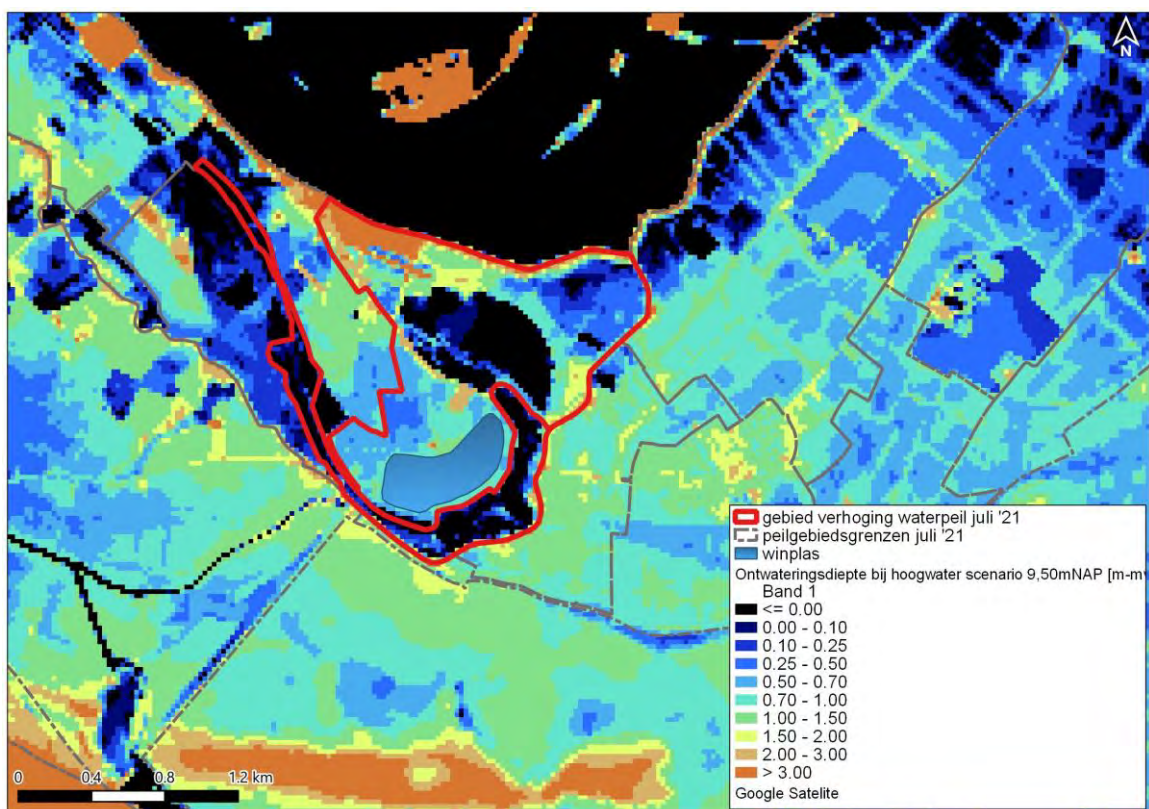 N
gebied verhoging waterpeil juli '21
peilgebiedsgrenzen juli '21
winplas
Ontwateringsdiepte bij hoogwater scenario 9,50mNAP [m-mv
Band 1
<= 0.00
0.00 - 0.10
0.10 - 0.25
0.25 - 0.50
0.50 - 0.70
0.70 - 1.00
1.00 - 1.50
1.50 - 2.00
2.00 - 3.00
> 3.00
Google Satelite
0 0.4 0.8 1.2 km